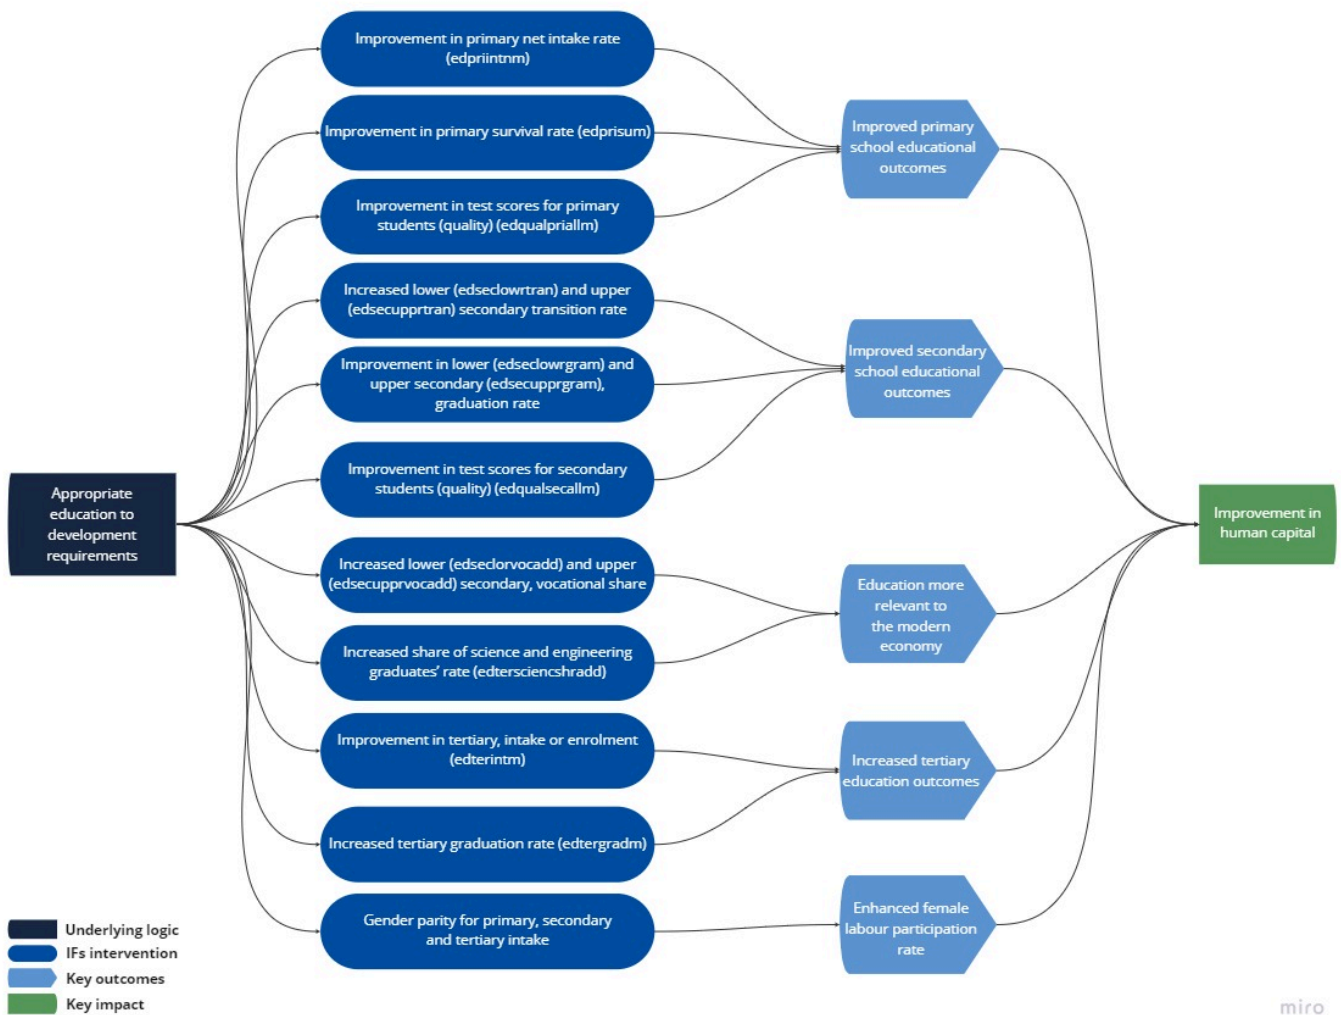 Improvement in primary net intake rate
(edpriintnm)
Improvement in primary survival rate (edprisum)
Improvement in test scores for primary
students (quality) (edqualpriallm)
Increased lower (edseclowrtran) and upper
(edsecupprtran) secondary transition rate
Improvement in lower (edseclowrgram) and
upper secondary (edsecupprgram),
graduation rate
Improvement in test scores for secondary
students (quality) (edqualsecallm)
Increased lower (edseclorvocadd) and upper
(edsecupprvocadd) secondary, vocational share
Increased share of science and engineering
graduates’ rate (edtersciencshradd)
Improvement in tertiary, intake or enrolment
(edterintm)
Increased tertiary graduation rate (edtergradm)
Gender parity for primary, secondary
and tertiary intake
Appropriate
education to
development
requirements
Improved primary
school educational
outcomes
Improved secondary
school educational
outcomes
Education more
relevant to
the modern
economy
Increased tertiary
education outcomes
Enhanced female
labour participation
rate
Improvement in
human capital
Underlying logic
IFs intervention
Key outcomes
Key impact
miro